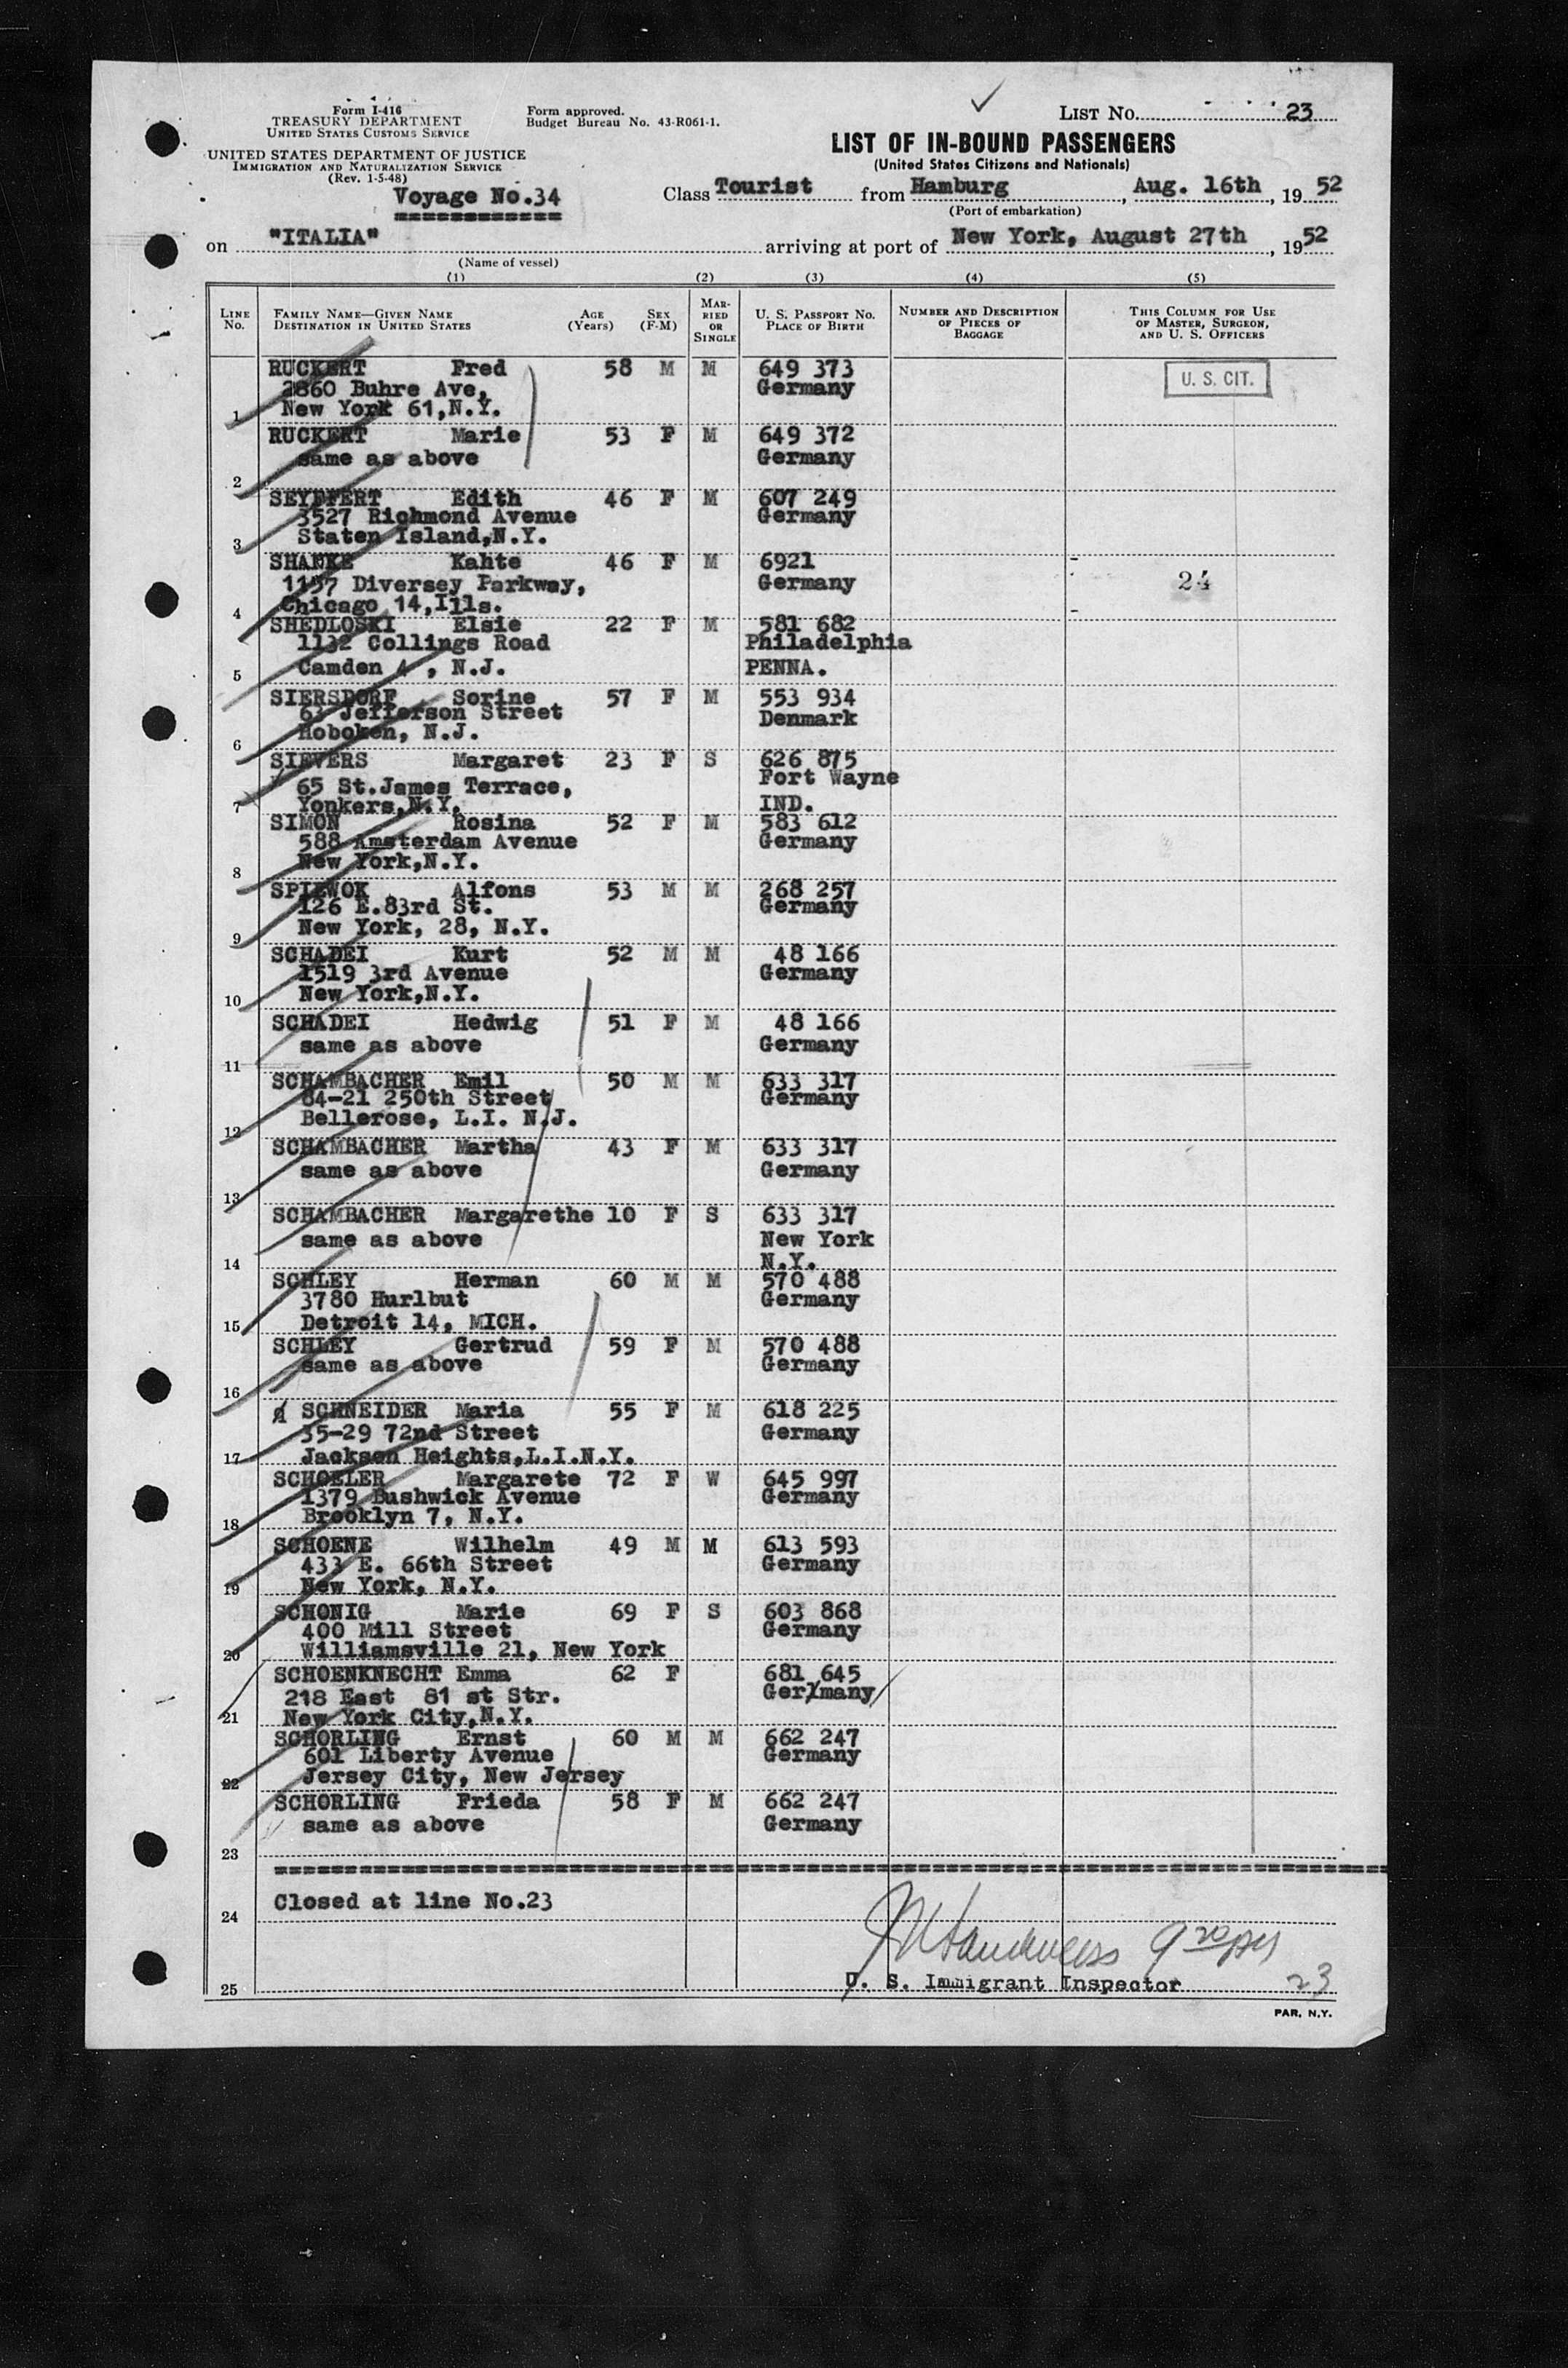 Form I-416
TREASURY DEPARTMENT
UNITED STATES CUSTOMS SERVICE
UNITED STATES DEPARTMENT OF JUSTICE
IMMIGRATION AND NATURALIZATION SERVICE
(Rev. 1-5-48)
Form approved.
Budget Bureau No. 43-R061-1.
LIST No. 23
LIST OF IN-BOUND PASSENGERS
(United States Citizens and Nationals)
Voyage No.34
Class Tourist from Hamburg, Aug. 16th, 1952
(Port of embarkation)
on "ITALIA" arriving at port of New York, August 27th, 1952
(Name of vessel)
(1) (2) (3) (4) (5)
LINE No. FAMILY NAME—GIVEN NAME DESTINATION IN UNITED STATES AGE (Years) SEX (F-M) MARRIED OR SINGLE U. S. PASSPORT No. PLACE OF BIRTH NUMBER AND DESCRIPTION OF PIECES OF BAGGAGE THIS COLUMN FOR USE OF MASTER, SURGEON, AND U. S. OFFICERS
RUCKERT Fred 58 M M 649 373 U. S. CIT.
2860 Buhre Ave, Germany
1 New York 61,N.Y.
RUCKERT Marie 53 F M 649 372
same as above Germany
2
SEYFFERT Edith 46 F M 607 249
3527 Richmond Avenue Germany
3 Staten Island,N.Y.
SHANKE Kahte 46 F M 6921
1157 Diversey Parkway, Germany 24
4 Chicago 14,Ills.
SHEDLOSKI Elsie 22 F M 581 682
1132 Collings Road Philadelphia
5 Camden 4 , N.J. PENNA.
SIERSDORF Sorine 57 F M 553 934
63 Jefferson Street Denmark
6 Hoboken, N.J.
SIEVERS Margaret 23 F S 626 875
65 St.James Terrace, Fort Wayne
7 Yonkers,N.Y. IND.
SIMON Rosina 52 F M 583 612
588 Amsterdam Avenue Germany
8 New York,N.Y.
SPIEWOK Alfons 53 M M 268 257
126 E.83rd St. Germany
9 New York, 28, N.Y.
SCHADEI Kurt 52 M M 48 166
1519 3rd Avenue Germany
10 New York,N.Y.
SCHADEI Hedwig 51 F M 48 166
same as above Germany
11
SCHAMBACHER Emil 50 M M 633 317
84-21 250th Street Germany
12 Bellerose, L.I. N.J.
SCHAMBACHER Martha 43 F M 633 317
same as above Germany
13
SCHAMBACHER Margarethe 10 F S 633 317
same as above New York
14 N.Y.
SCHLEY Herman 60 M M 570 488
3780 Hurlbut Germany
15 Detroit 14, MICH.
SCHLEY Gertrud 59 F M 570 488
same as above Germany
16
SCHNEIDER Maria 55 F M 618 225
35-29 72nd Street Germany
17 Jackson Heights,L.I.N.Y.
SCHOELER Margarete 72 F W 645 997
1379 Bushwick Avenue Germany
18 Brooklyn 7, N.Y.
SCHOENE Wilhelm 49 M M 613 593
433 E. 66th Street Germany
19 New York, N.Y.
SCHONIG Marie 69 F S 603 868
400 Mill Street Germany
20 Williamsville 21, New York
SCHOENKNECHT Emma 62 F 681 645
218 East 81 st Str. Germany
21 New York City,N.Y.
SCHORLING Ernst 60 M M 662 247
601 Liberty Avenue Germany
22 Jersey City, New Jersey
SCHORLING Frieda 58 F M 662 247
same as above Germany
23
Closed at line No.23
24
U. S. Immigrant Inspector 23
25
PAR, N.Y.